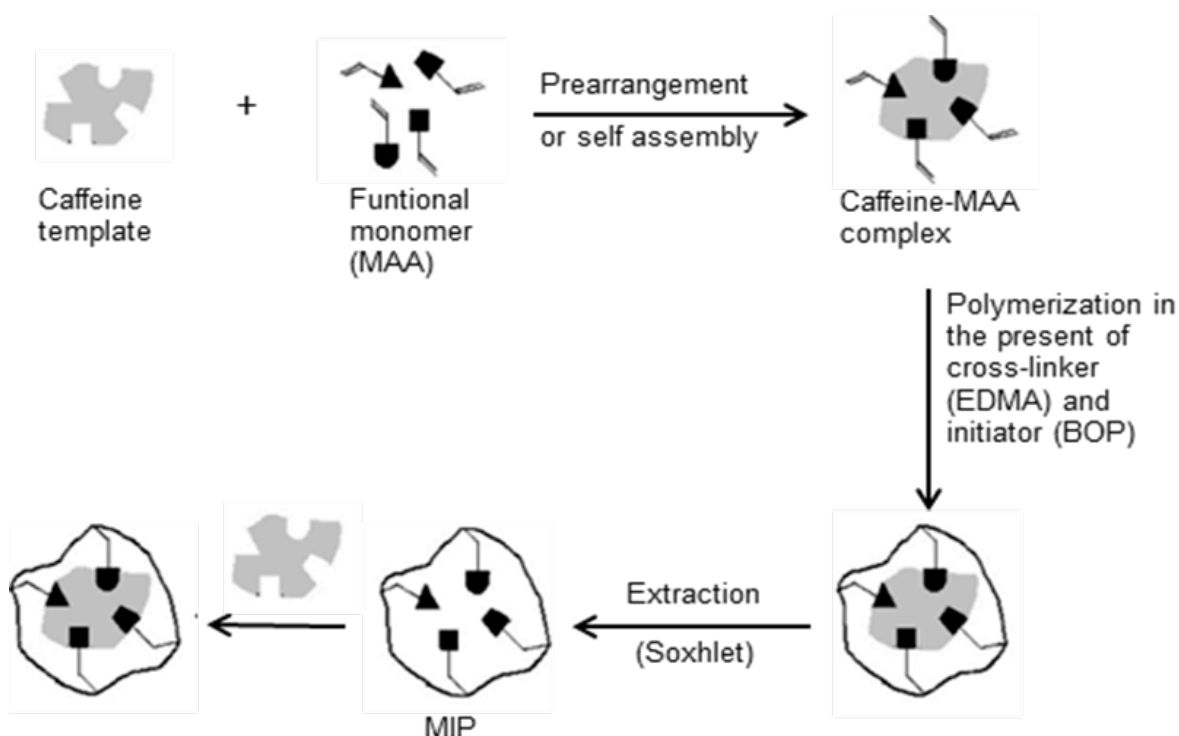 +
Prearrangement
or self assembly
Caffeine
template
Funtional
monomer
(MAA)
Caffeine-MAA
complex
Polymerization in
the present of
cross-linker
(EDMA) and
initiator (BOP)
Extraction
(Soxhlet)
MIP